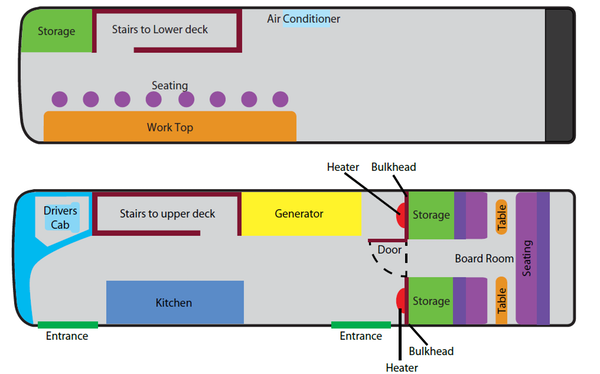 Storage
Stairs to Lower deck
Air Conditioner
Seating
Work Top
Heater
Bulkhead
Drivers
Cab
Stairs to upper deck
Generator
Storage
Table
Door
Board Room
Seating
Kitchen
Storage
Table
Entrance
Entrance
Bulkhead
Heater